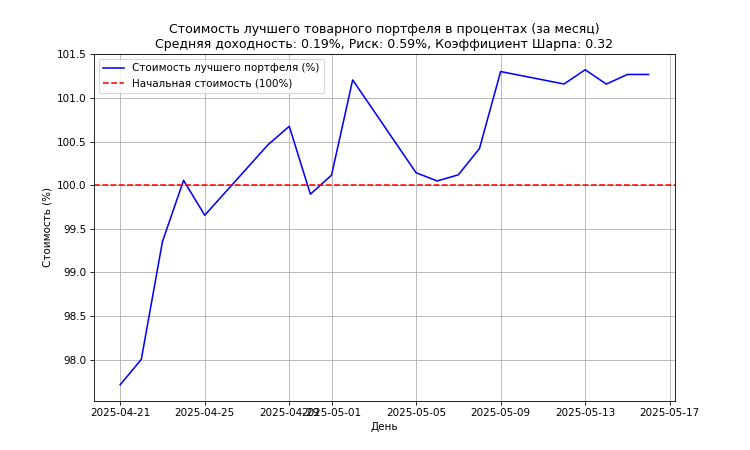 Стоимость лучшего товарного портфеля в процентах (за месяц)
Средняя доходность: 0.19%, Риск: 0.59%, Коэффициент Шарпа: 0.32
Стоимость лучшего портфеля (%)
Начальная стоимость (100%)
Стоимость (%)
101.5
101.0
100.5
100.0
99.5
99.0
98.5
98.0
2025-04-21 2025-04-25 2025-04-29 2025-05-01 2025-05-05 2025-05-09 2025-05-13 2025-05-17
День